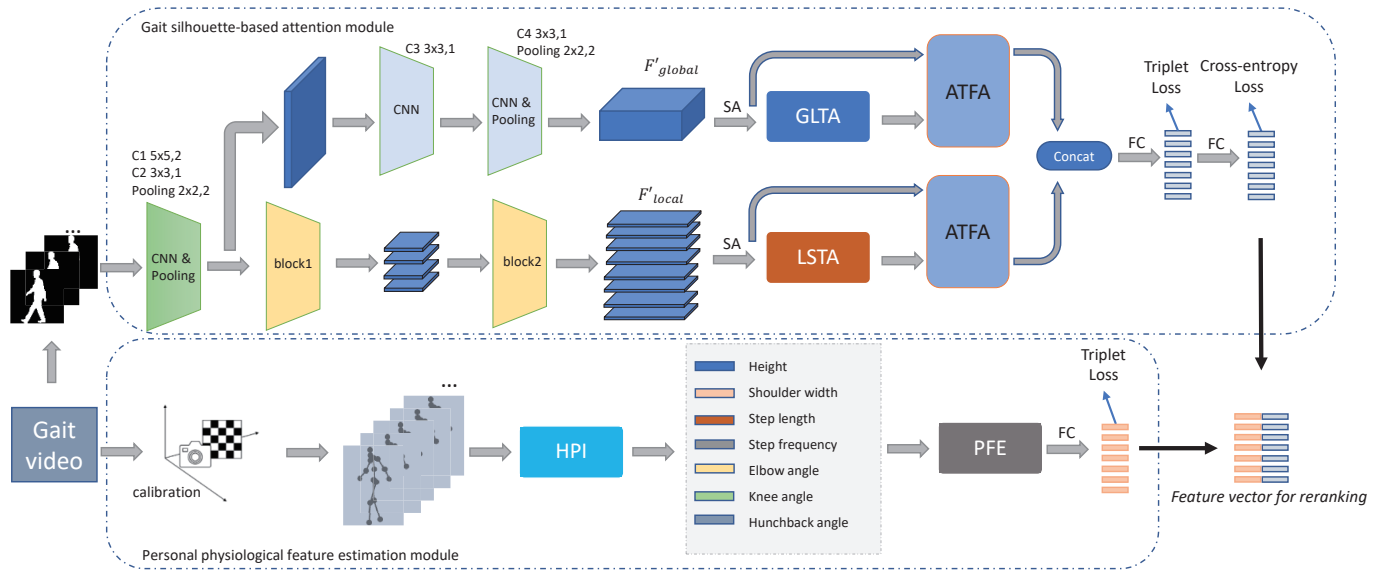 Gait silhouette-based attention module
C3 3x3,1
C4 3x3,1
Pooling 2x2,2
F'global
SA
GLTA
ATFA
CNN
CNN &
Pooling
Triplet
Loss
Cross-entropy
Loss
Concat
FC
FC
C1 5x5,2
C2 3x3,1
Pooling 2x2,2
F'local
...
CNN &
Pooling
block1
block2
SA
LSTA
ATFA
Gait
video
calibration
...
HPI
Height
Shoulder width
Step length
Step frequency
Elbow angle
Knee angle
Hunchback angle
PFE
FC
Triplet
Loss
Feature vector for reranking
Personal physiological feature estimation module